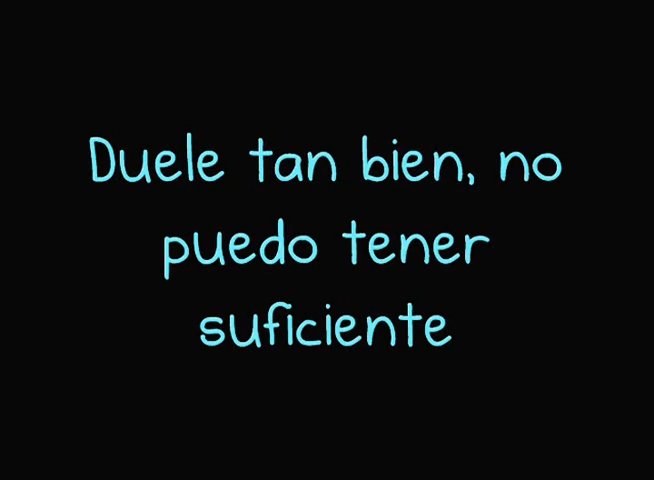 Duele tan bien, no
puedo tener
suficiente